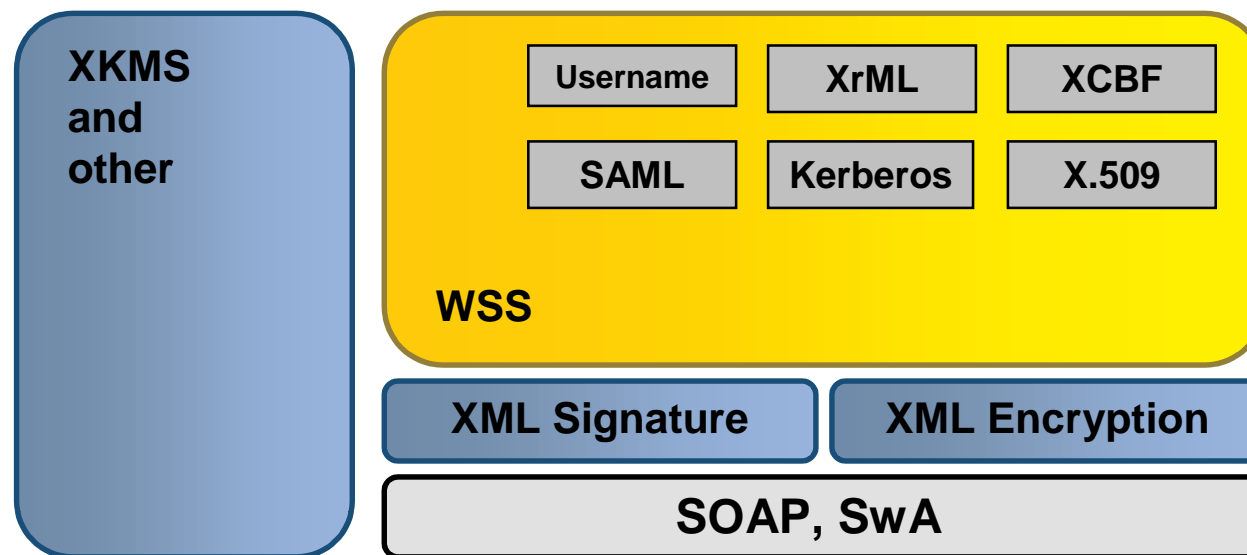 XKMS
and
other
Username
XrML
XCBF
SAML
Kerberos
X.509
WSS
XML Signature
XML Encryption
SOAP, SwA